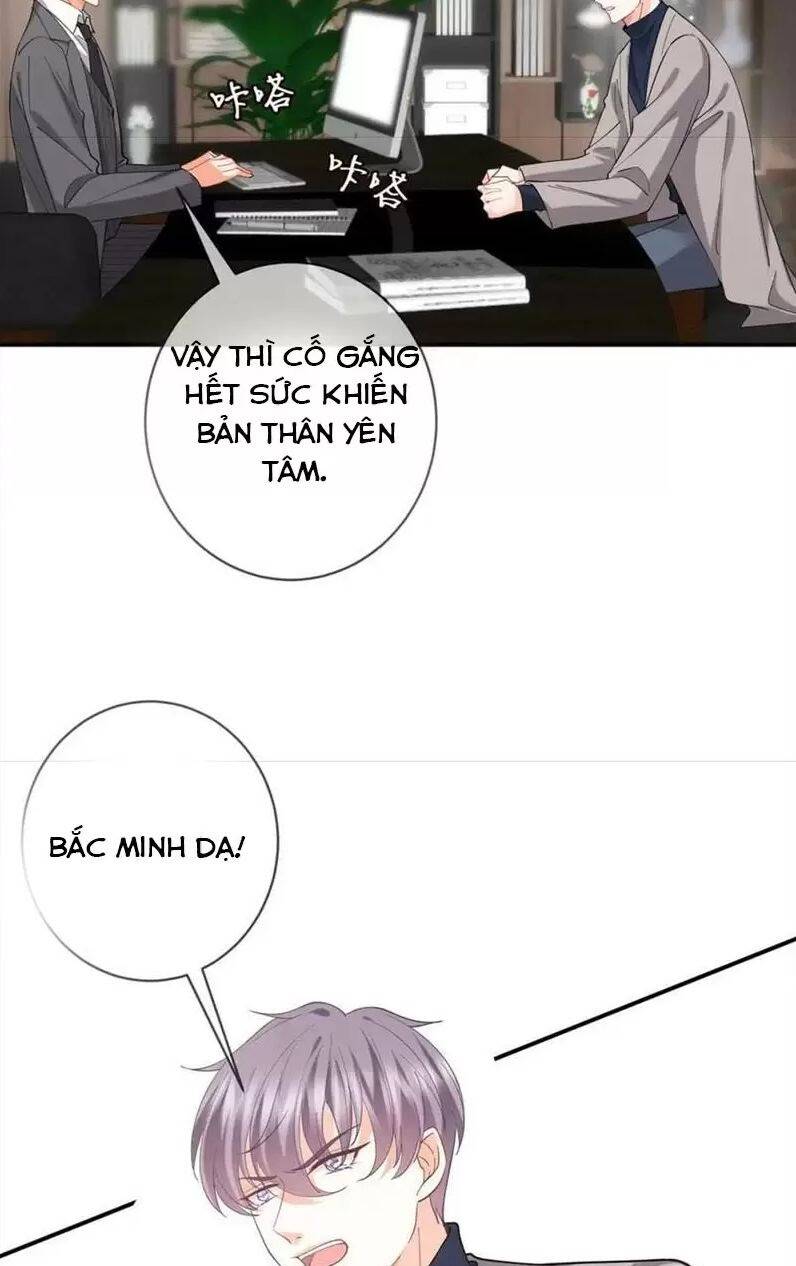 咔嗒
咔嗒
VẬY THÌ CỐ GẮNG
HẾT SỨC KHIẾN
BẢN THÂN YÊN
TÂM.
BẮC MINH DẠ!